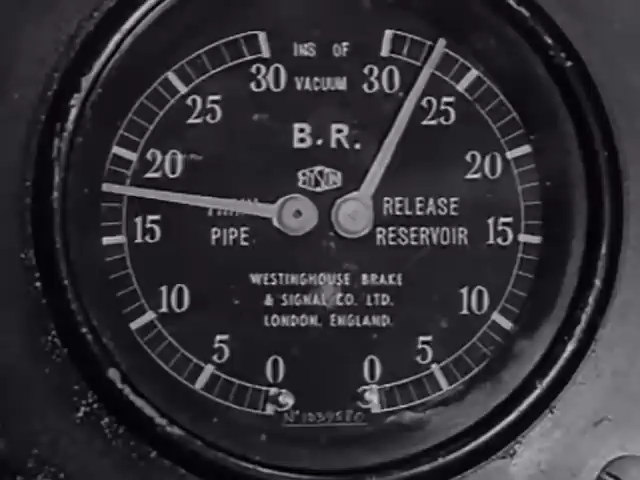 INS OF
30 VACUUM 30
25 25
B.R.
20 20
DYSON
PIPE
RELEASE
RESERVOIR
15 15
WESTINGHOUSE BRAKE
& SIGNAL CO. LTD.
LONDON, ENGLAND.
10 10
5 5
0 0